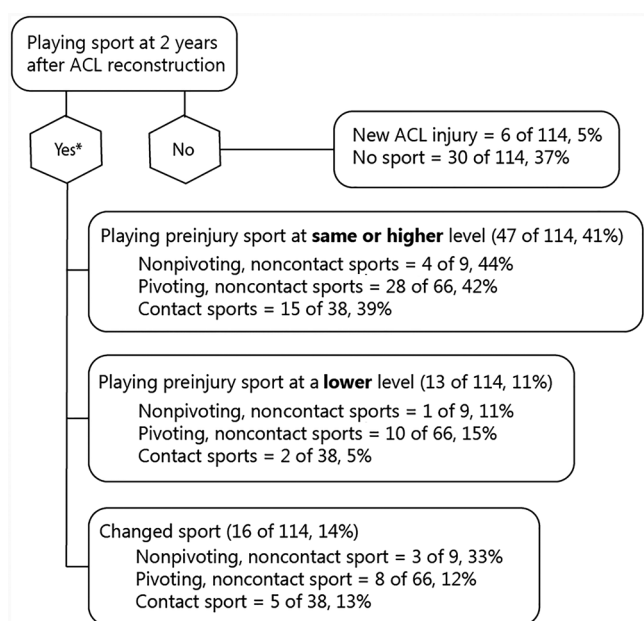 Playing sport at 2 years
after ACL reconstruction
Yes*
No
New ACL injury = 6 of 114, 5%
No sport = 30 of 114, 37%
Playing preinjury sport at same or higher level (47 of 114, 41%)
Nonpivoting, noncontact sports = 4 of 9, 44%
Pivoting, noncontact sports = 28 of 66, 42%
Contact sports = 15 of 38, 39%
Playing preinjury sport at a lower level (13 of 114, 11%)
Nonpivoting, noncontact sports = 1 of 9, 11%
Pivoting, noncontact sports = 10 of 66, 15%
Contact sports = 2 of 38, 5%
Changed sport (16 of 114, 14%)
Nonpivoting, noncontact sport = 3 of 9, 33%
Pivoting, noncontact sport = 8 of 66, 12%
Contact sport = 5 of 38, 13%